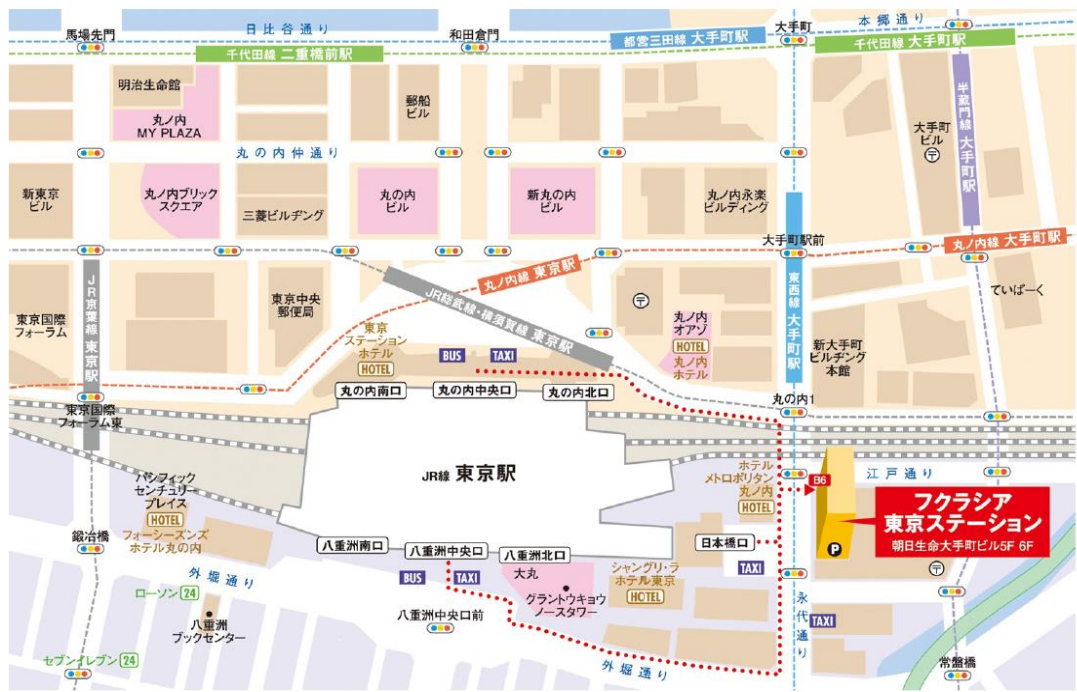 日比谷通り
本郷通り
馬場先門
和田倉門
大手町
千代田線 二重橋前駅
都営三田線 大手町駅
千代田線 大手町駅
明治生命館
丸ノ内
MY PLAZA
郵船
ビル
大手町
ビル
半蔵門線 大手町駅
丸の内仲通り
新東京
ビル
丸ノ内ブリック
スクエア
三菱ビルヂング
丸の内
ビル
新丸の内
ビル
丸ノ内永楽
ビルディング
大手町駅前
丸ノ内線 大手町駅
丸ノ内線 東京駅
JR総武線・横須賀線 東京駅
JR京葉線 東京駅
東西線 大手町駅
東京国際
フォーラム
東京中央
郵便局
東京
ステーション
ホテル
HOTEL
BUS
TAXI
丸ノ内
オアゾ
HOTEL
丸ノ内
ホテル
ていぱーく
新大手町
ビルヂング
本館
丸の内南口
丸の内中央口
丸の内北口
丸の内1
東京国際
フォーラム東
JR線 東京駅
パシフィック
センチュリー
プレイス
HOTEL
フォーシーズンズ
ホテル丸の内
ホテル
メトロポリタン
丸ノ内
HOTEL
B6
江戸通り
フクラシア
東京ステーション
朝日生命大手町ビル5F 6F
P
鍛冶橋
八重洲南口
八重洲中央口
八重洲北口
日本橋口
BUS
TAXI
大丸
グラントウキョウ
ノースタワー
シャングリ・ラ
ホテル東京
HOTEL
TAXI
外堀通り
ローソン24
八重洲
ブックセンター
八重洲中央口前
永代通り
TAXI
セブンイレブン24
外堀通り
常盤橋